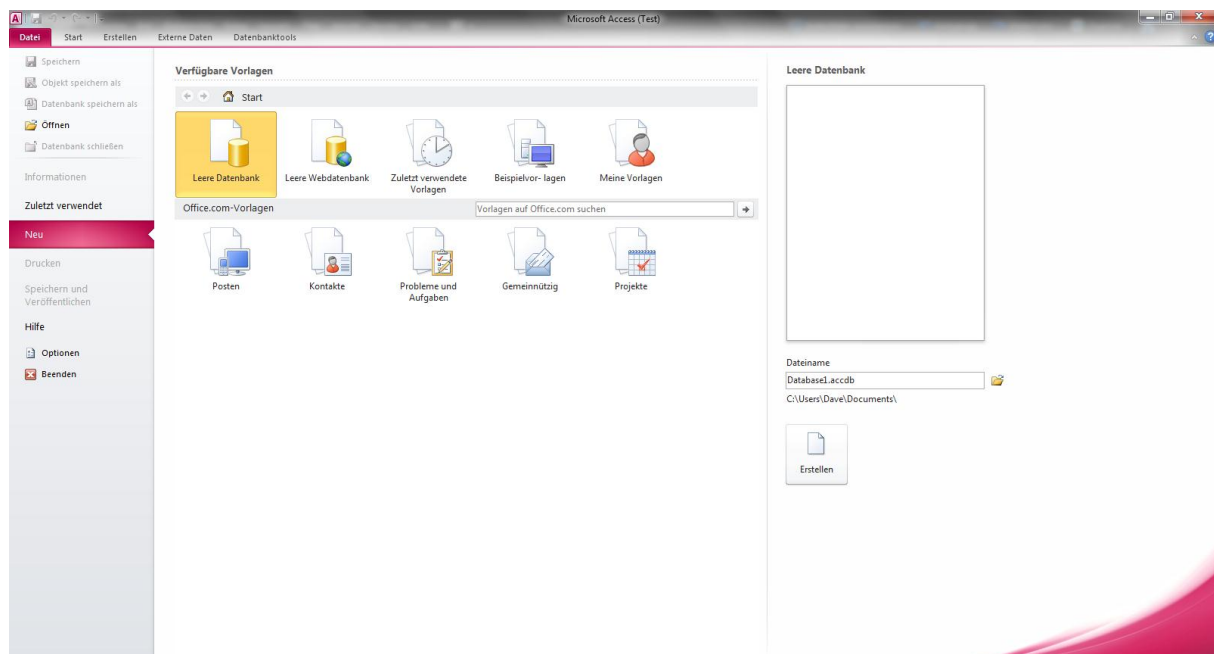 Microsoft Access (Test)
Datei Start Erstellen Externe Daten Datenbanktools
Speichern
Objekt speichern als
Datenbank speichern als
Öffnen
Datenbank schließen
Informationen
Zuletzt verwendet
Neu
Drucken
Speichern und
Veröffentlichen
Hilfe
Optionen
Beenden
Verfügbare Vorlagen
Start
Leere Datenbank
Leere Webdatenbank
Zuletzt verwendete
Vorlagen
Beispielvor- lagen
Meine Vorlagen
Office.com-Vorlagen
Vorlagen auf Office.com suchen
Posten
Kontakte
Probleme und
Aufgaben
Gemeinnützig
Projekte
Leere Datenbank
Dateiname
Database1.accdb
C:\Users\Dave\Documents\
Erstellen